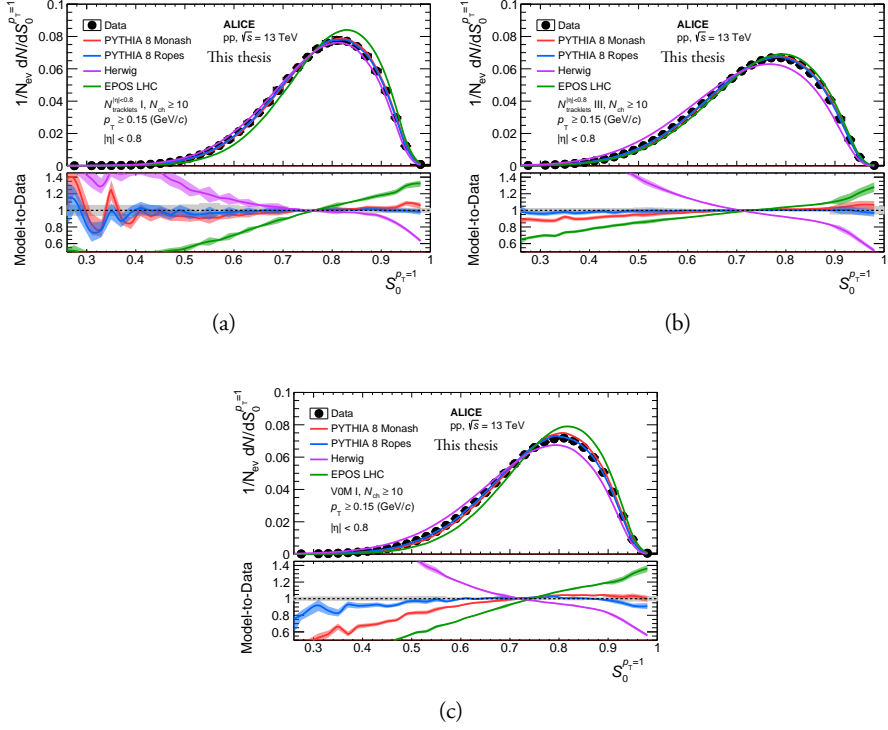 1/N_ev dN/dS_0^{p_T=1}
0.1
0.08
0.06
0.04
0.02
0
Data
PYTHIA 8 Monash
PYTHIA 8 Ropes
Herwig
EPOS LHC
N_tracklets^{|η|<0.8} I, N_ch ≥ 10
p_T ≥ 0.15 (GeV/c)
|η| < 0.8
ALICE
pp, √s = 13 TeV
This thesis
Model-to-Data
1.4
1.2
1
0.8
0.6
0.3 0.4 0.5 0.6 0.7 0.8 0.9 1
S_0^{p_T=1}
(a)
1/N_ev dN/dS_0^{p_T=1}
0.1
0.08
0.06
0.04
0.02
0
Data
PYTHIA 8 Monash
PYTHIA 8 Ropes
Herwig
EPOS LHC
N_tracklets^{|η|<0.8} III, N_ch ≥ 10
p_T ≥ 0.15 (GeV/c)
|η| < 0.8
ALICE
pp, √s = 13 TeV
This thesis
Model-to-Data
1.4
1.2
1
0.8
0.6
0.3 0.4 0.5 0.6 0.7 0.8 0.9 1
S_0^{p_T=1}
(b)
1/N_ev dN/dS_0^{p_T=1}
0.1
0.08
0.06
0.04
0.02
0
Data
PYTHIA 8 Monash
PYTHIA 8 Ropes
Herwig
EPOS LHC
V0M I, N_ch ≥ 10
p_T ≥ 0.15 (GeV/c)
|η| < 0.8
ALICE
pp, √s = 13 TeV
This thesis
Model-to-Data
1.4
1.2
1
0.8
0.6
0.3 0.4 0.5 0.6 0.7 0.8 0.9 1
S_0^{p_T=1}
(c)